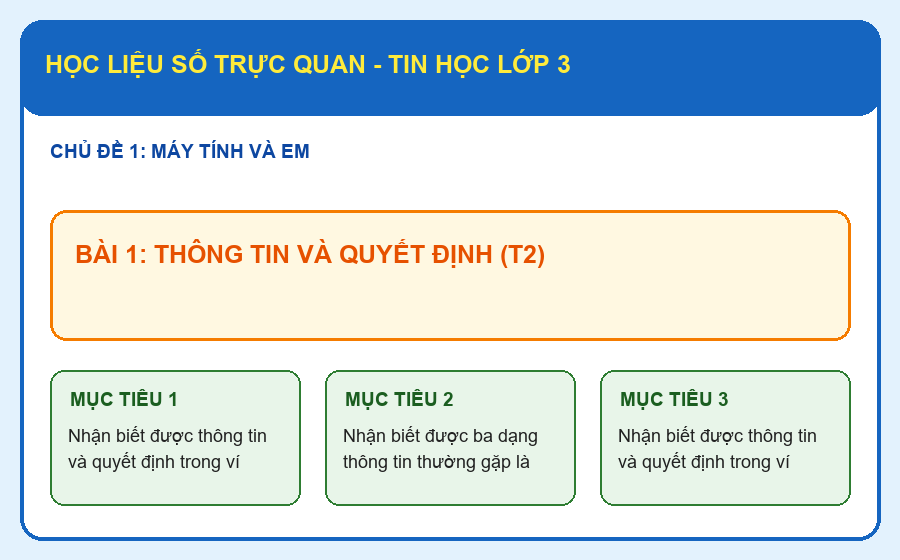 HỌC LIỆU SỐ TRỰC QUAN - TIN HỌC LỚP 3
CHỦ ĐỀ 1: MÁY TÍNH VÀ EM
BÀI 1: THÔNG TIN VÀ QUYẾT ĐỊNH (T2)
MỤC TIÊU 1
Nhận biết được thông tin
và quyết định trong ví
MỤC TIÊU 2
Nhận biết được ba dạng
thông tin thường gặp là
MỤC TIÊU 3
Nhận biết được thông tin
và quyết định trong ví